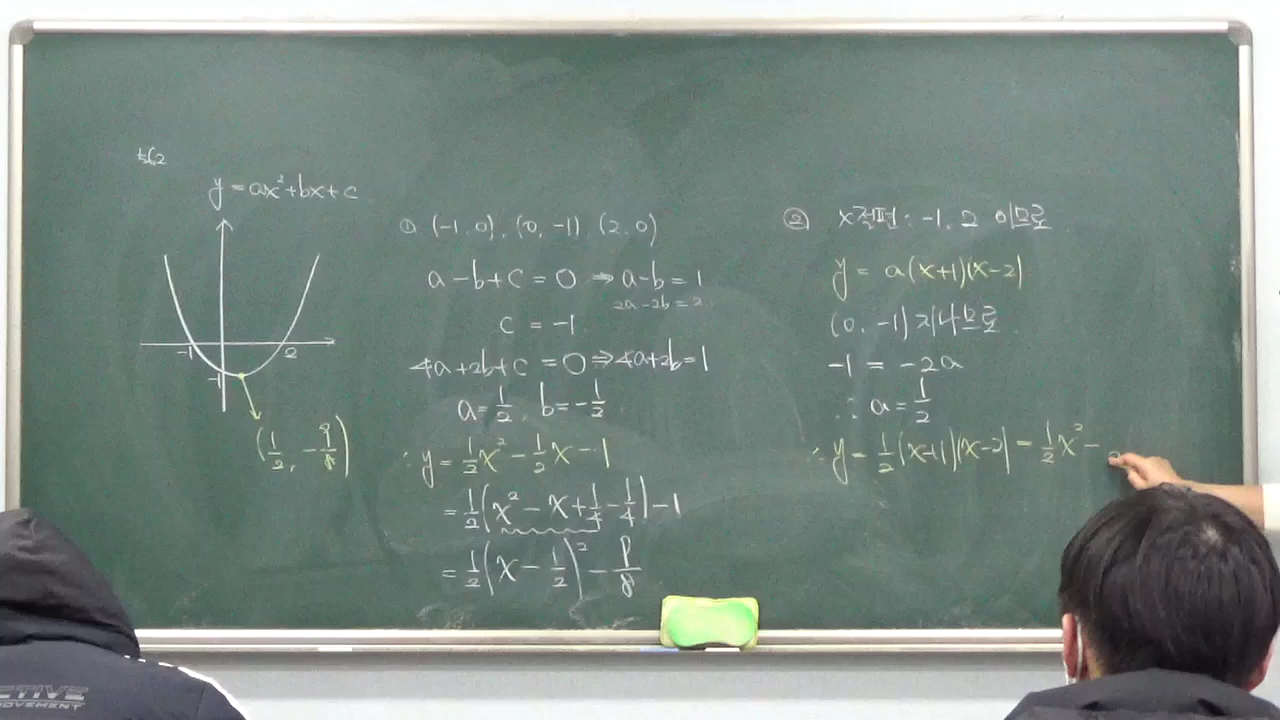 y = ax²+bx+c
-1
2
-1
(1/2, -9/8)
① (-1, 0), (0, -1) (2, 0)
a-b+c = 0 ⇒ a-b = 1
2a-2b = 2
c = -1
4a+2b+c = 0 ⇒ 4a+2b = 1
a = 1/2, b = -1/2
∴ y = 1/2x² - 1/2x - 1
= 1/2(x² - x + 1/4 - 1/4) - 1
= 1/2(x - 1/2)² - 9/8
② x절편 : -1, 2 이므로
y = a(x+1)(x-2)
(0, -1) 지나므로
-1 = -2a
∴ a = 1/2
∴ y = 1/2(x+1)(x-2) = 1/2x² -
CTIVE
MOVEMENT